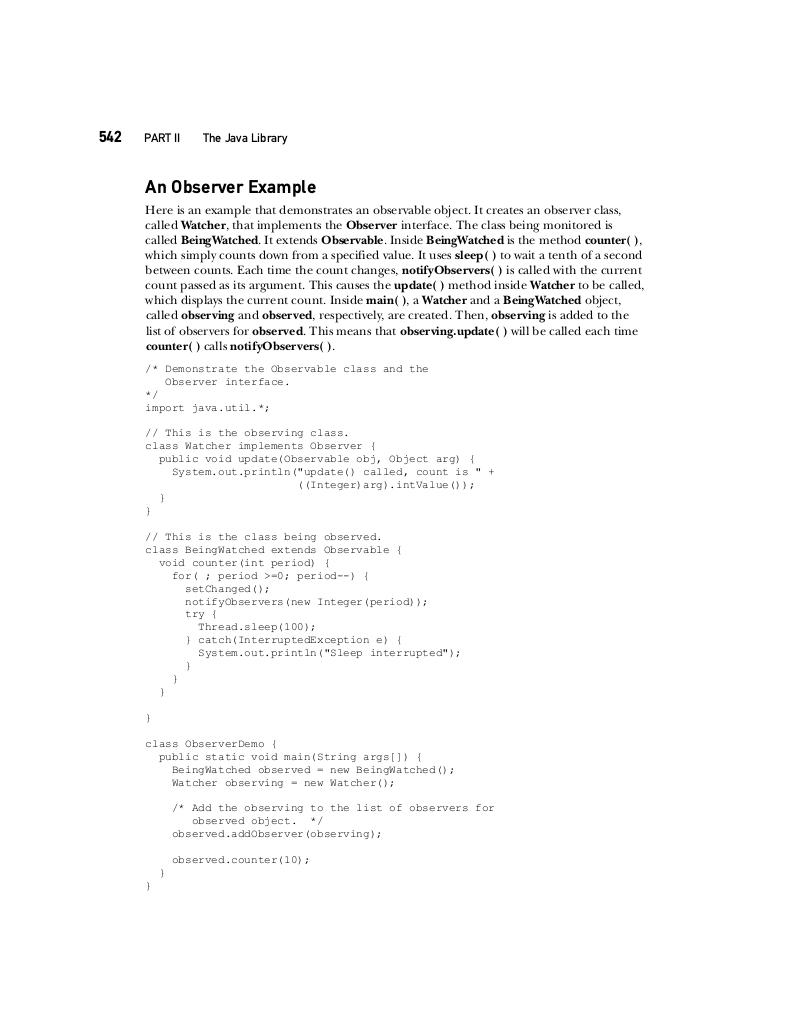 542 PART II The Java Library
An Observer Example
Here is an example that demonstrates an observable object. It creates an observer class,
called Watcher, that implements the Observer interface. The class being monitored is
called BeingWatched. It extends Observable. Inside BeingWatched is the method counter( ),
which simply counts down from a specified value. It uses sleep( ) to wait a tenth of a second
between counts. Each time the count changes, notifyObservers( ) is called with the current
count passed as its argument. This causes the update( ) method inside Watcher to be called,
which displays the current count. Inside main( ), a Watcher and a BeingWatched object,
called observing and observed, respectively, are created. Then, observing is added to the
list of observers for observed. This means that observing.update( ) will be called each time
counter( ) calls notifyObservers( ).
/* Demonstrate the Observable class and the
   Observer interface.
*/
import java.util.*;

// This is the observing class.
class Watcher implements Observer {
  public void update(Observable obj, Object arg) {
    System.out.println("update() called, count is " +
                       ((Integer)arg).intValue());
  }
}

// This is the class being observed.
class BeingWatched extends Observable {
  void counter(int period) {
    for( ; period >=0; period--) {
      setChanged();
      notifyObservers(new Integer(period));
      try {
        Thread.sleep(100);
      } catch(InterruptedException e) {
        System.out.println("Sleep interrupted");
      }
    }
  }

}

class ObserverDemo {
  public static void main(String args[]) {
    BeingWatched observed = new BeingWatched();
    Watcher observing = new Watcher();

    /* Add the observing to the list of observers for
       observed object.  */
    observed.addObserver(observing);

    observed.counter(10);
  }
}